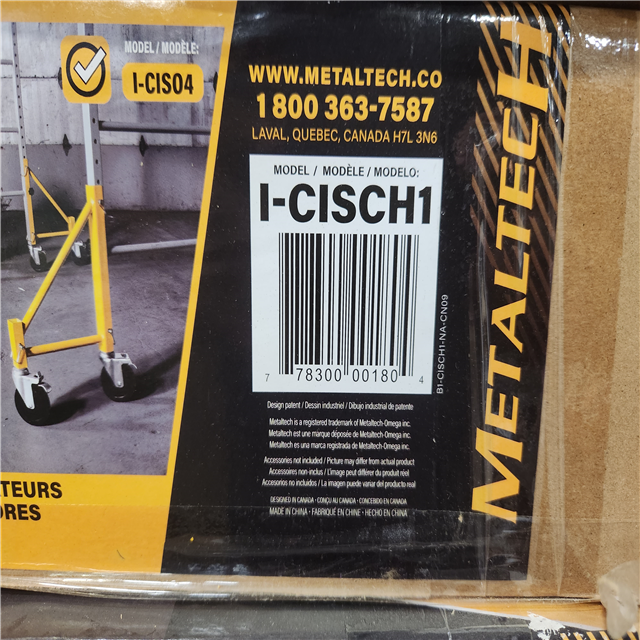 MODEL / MODÈLE:
I-CIS04
WWW.METALTECH.CO
1 800 363-7587
LAVAL, QUEBEC, CANADA H7L 3N6
MODEL / MODÈLE / MODELO:
I-CISCH1
7 78300 00180 4
B1-CISCH1-NA-CN09
Design patent / Dessin industriel / Dibujo industrial de patente
Metaltech is a registered trademark of Metaltech-Omega inc.
Metaltech est une marque déposée de Metaltech-Omega inc.
Metaltech es una marca registrada de Metaltech-Omega inc.
Accessories not included / Picture may differ from actual product
Accessoires non-inclus / L'image peut différer du produit réel
Accesorios no incluidos / La imagen puede variar del producto real
DESIGNED IN CANADA · CONÇU AU CANADA · CONCEBIDO EN CANADA
MADE IN CHINA · FABRIQUÉ EN CHINE · HECHO EN CHINA
METALTECH
ATEURS
ORES